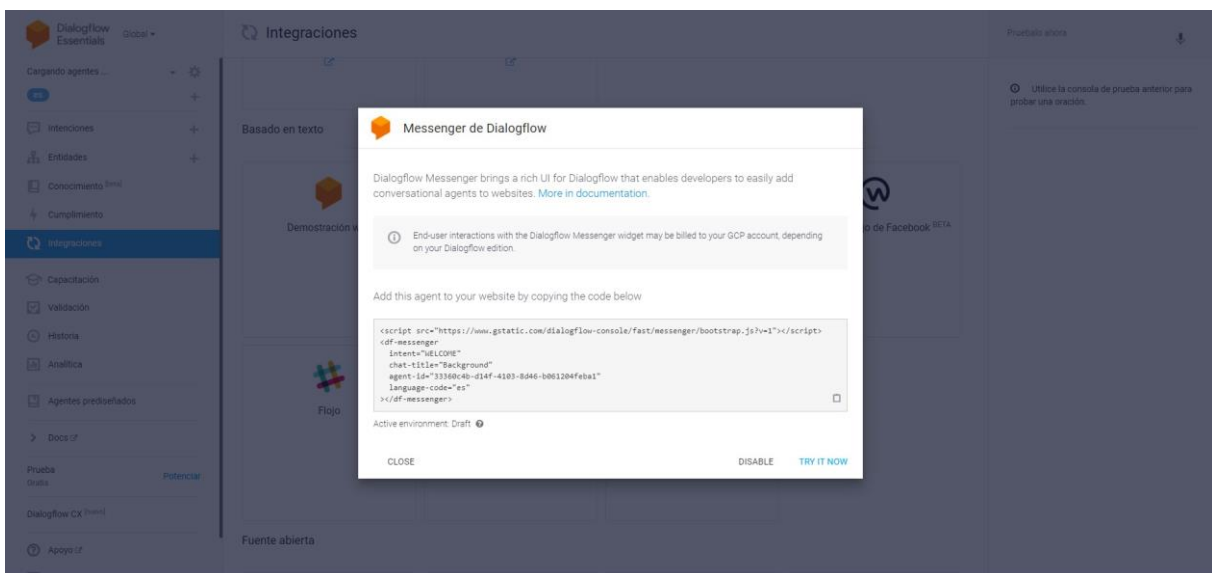 Dialogflow
Essentials
Global
Integraciones
Pruébalo ahora
Cargando agentes ...
es
Utilice la consola de prueba anterior para
probar una oración.
Intenciones
Entidades
Conocimiento [beta]
Cumplimiento
Integraciones
Capacitación
Validación
Historia
Analítica
Agentes prediseñados
Docs
Prueba
Gratis
Potenciar
Dialogflow CX [nuevo]
Apoyo
Basado en texto
Demostración w
o de Facebook BETA
Flojo
Fuente abierta
Messenger de Dialogflow
Dialogflow Messenger brings a rich UI for Dialogflow that enables developers to easily add
conversational agents to websites. More in documentation.
End-user interactions with the Dialogflow Messenger widget may be billed to your GCP account, depending
on your Dialogflow edition.
Add this agent to your website by copying the code below
<script src="https://www.gstatic.com/dialogflow-console/fast/messenger/bootstrap.js?v=1"></script>
<df-messenger
intent="WELCOME"
chat-title="Background"
agent-id="33360c4b-d14f-4103-8d46-b061204feba1"
language-code="es"
></df-messenger>
Active environment: Draft
CLOSE
DISABLE
TRY IT NOW